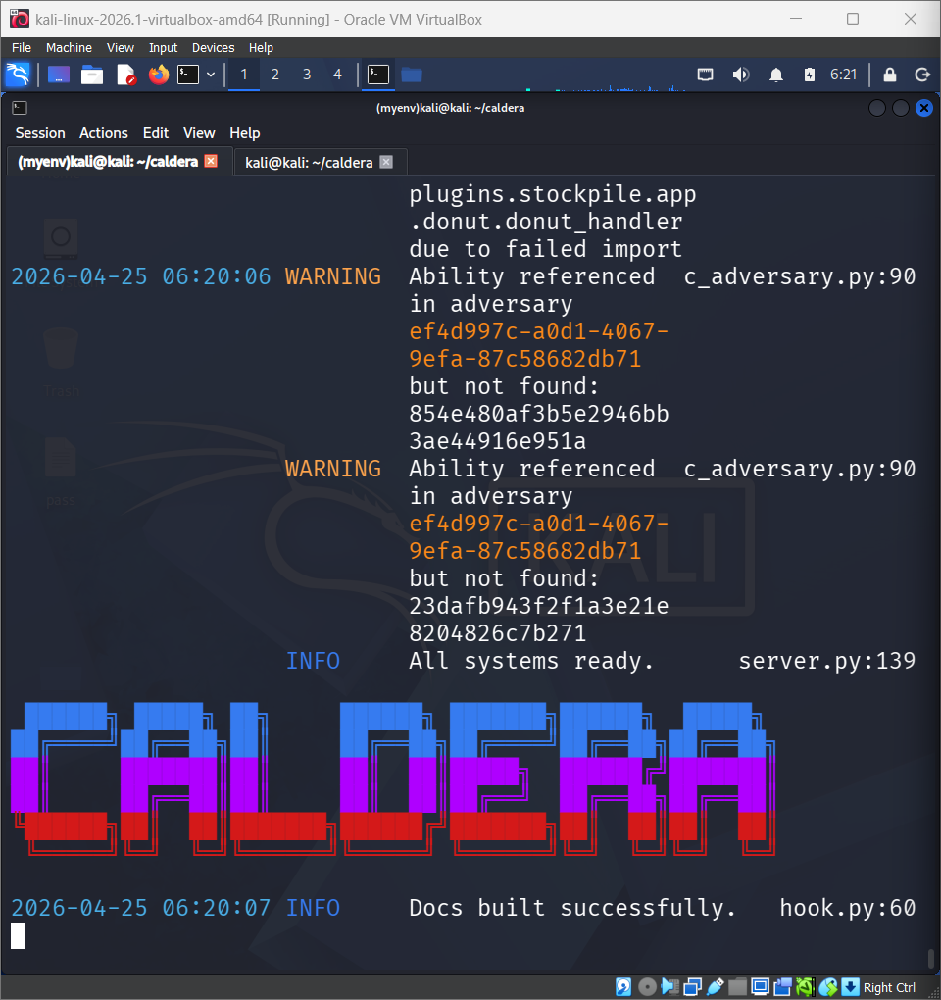 kali-linux-2026.1-virtualbox-amd64 [Running] - Oracle VM VirtualBox
File Machine View Input Devices Help
1 2 3 4 6:21
(myenv)kali@kali: ~/caldera
Session Actions Edit View Help
(myenv)kali@kali: ~/caldera kali@kali: ~/caldera
plugins.stockpile.app
.donut.donut_handler
due to failed import
2026-04-25 06:20:06 WARNING Ability referenced c_adversary.py:90
in adversary
ef4d997c-a0d1-4067-
9efa-87c58682db71
but not found:
854e480af3b5e2946bb
3ae44916e951a
WARNING Ability referenced c_adversary.py:90
in adversary
ef4d997c-a0d1-4067-
9efa-87c58682db71
but not found:
23dafb943f2f1a3e21e
8204826c7b271
INFO All systems ready. server.py:139
CALDERA
2026-04-25 06:20:07 INFO Docs built successfully. hook.py:60
Trash
pass
KALI
Right Ctrl